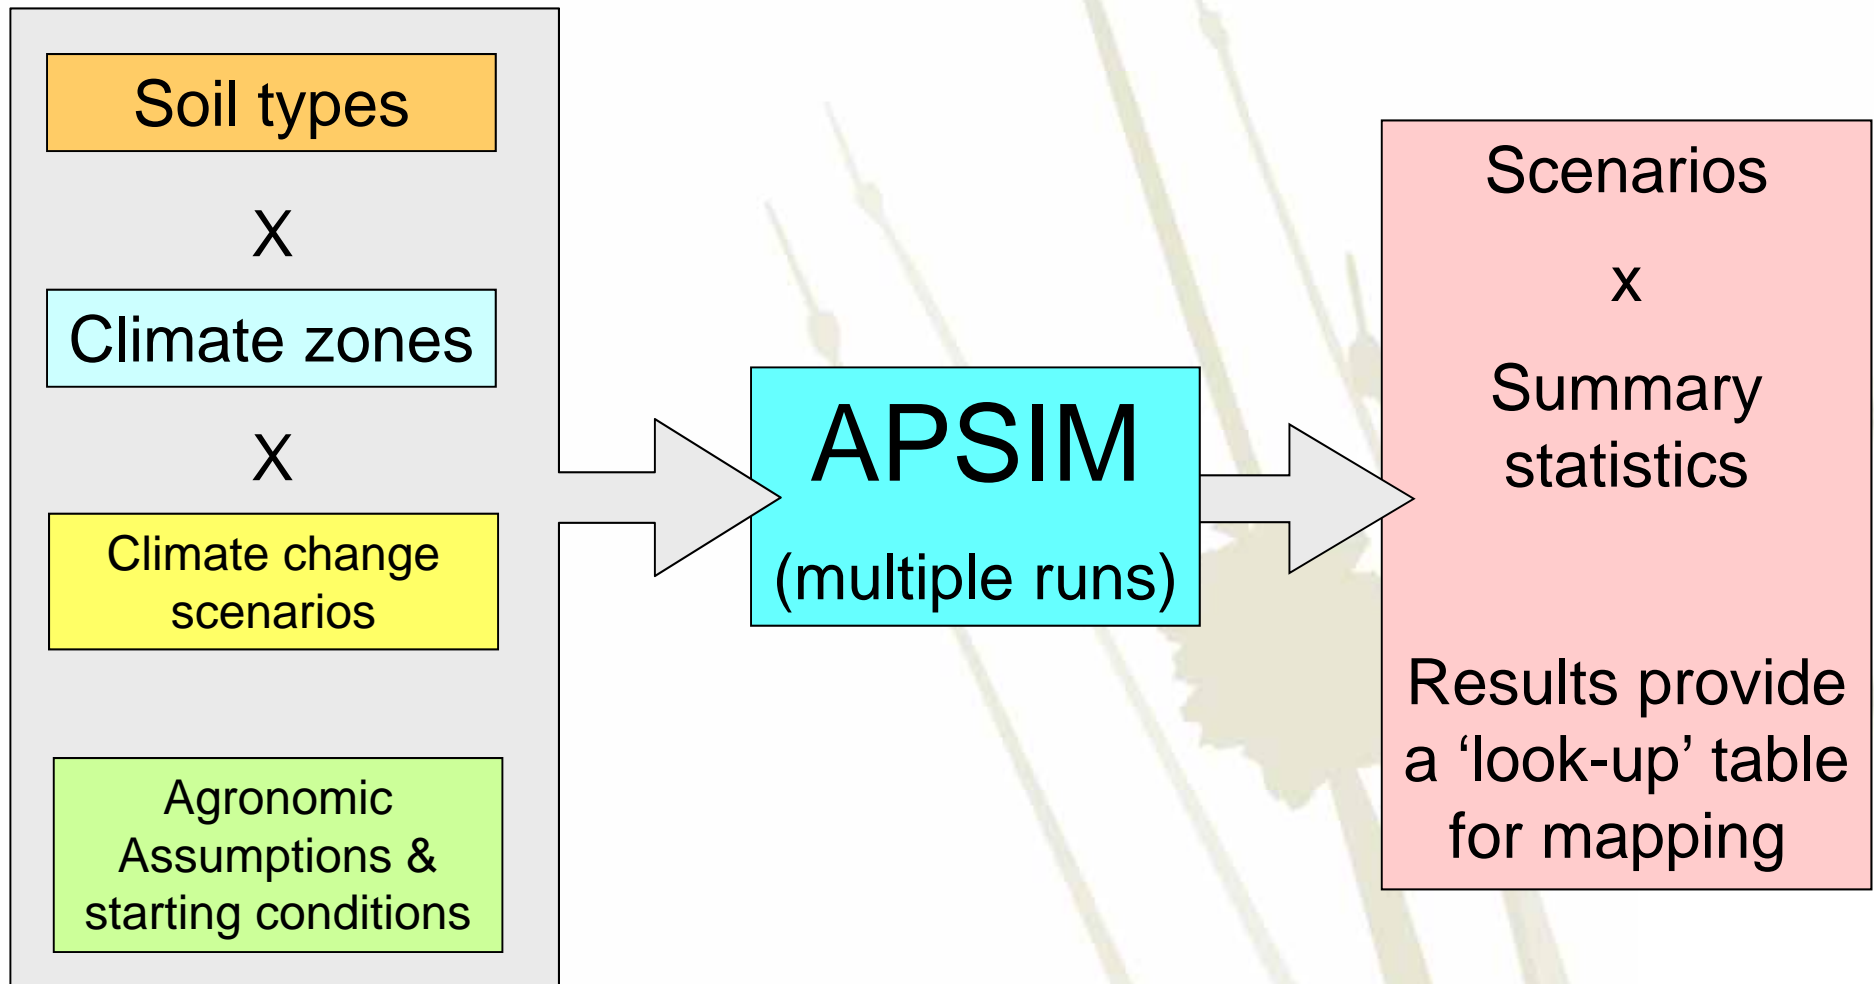 Soil types
X
Climate zones
X
Climate change
scenarios
Agronomic
Assumptions &
starting conditions
APSIM
(multiple runs)
Scenarios
x
Summary
statistics
Results provide
a ‘look-up’ table
for mapping